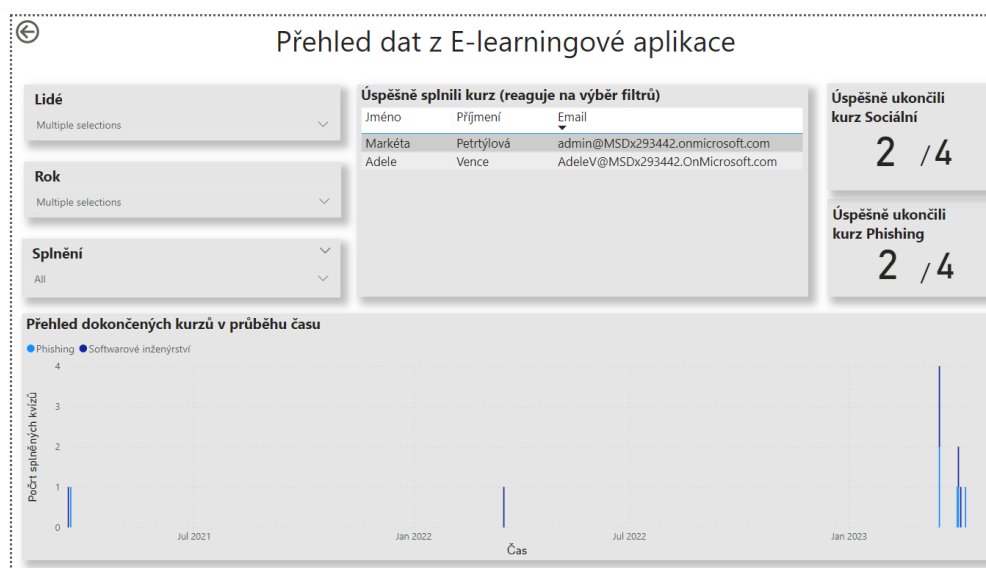 Přehled dat z E-learningové aplikace
Lidé
Multiple selections
Rok
Multiple selections
Splnění
All
Úspěšně splnili kurz (reaguje na výběr filtrů)
Jméno Příjmení Email
Markéta Petrtýlová admin@MSDx293442.onmicrosoft.com
Adele Vence AdeleV@MSDx293442.OnMicrosoft.com
Úspěšně ukončili
kurz Sociální
2 /4
Úspěšně ukončili
kurz Phishing
2 /4
Přehled dokončených kurzů v průběhu času
Phishing Softwarové inženýrství
Počrt splněných kvízů
4
3
2
1
0
Jul 2021 Jan 2022 Jul 2022 Jan 2023
Čas